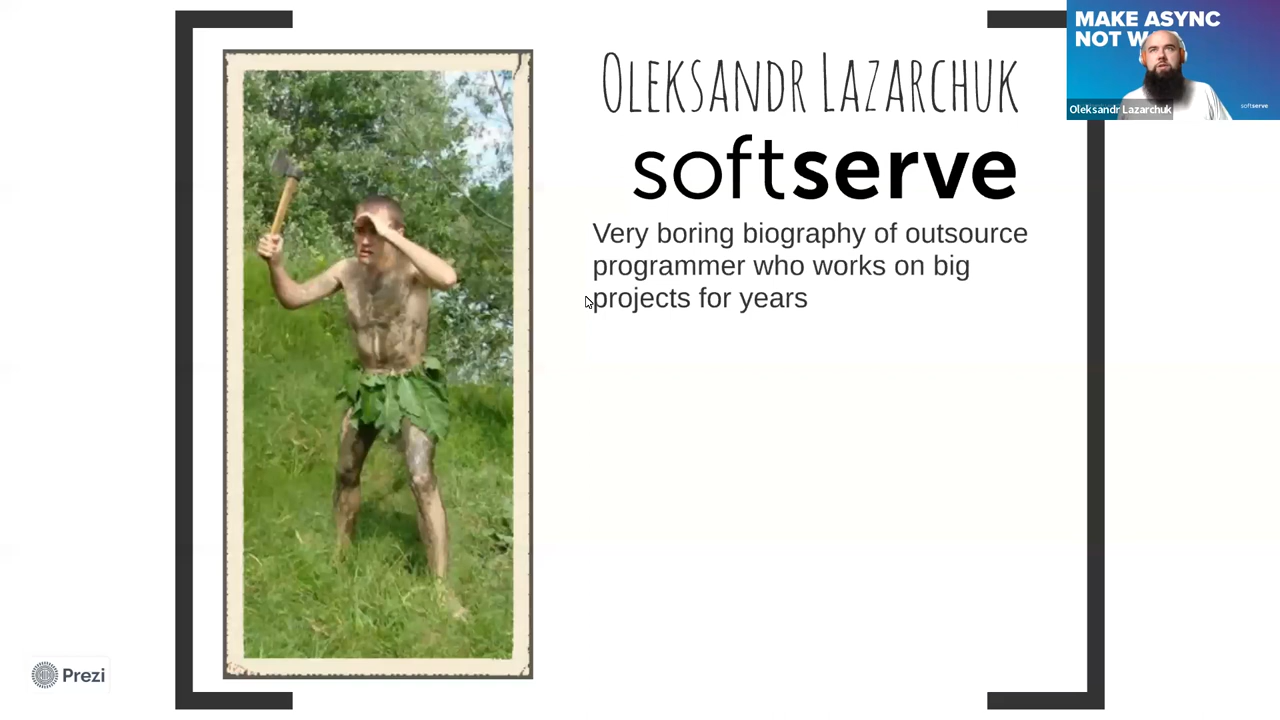 Oleksandr Lazarchuk
softserve
Very boring biography of outsource
programmer who works on big
projects for years
MAKE ASYNC
NOT W
Oleksandr Lazarchuk
softserve
Prezi